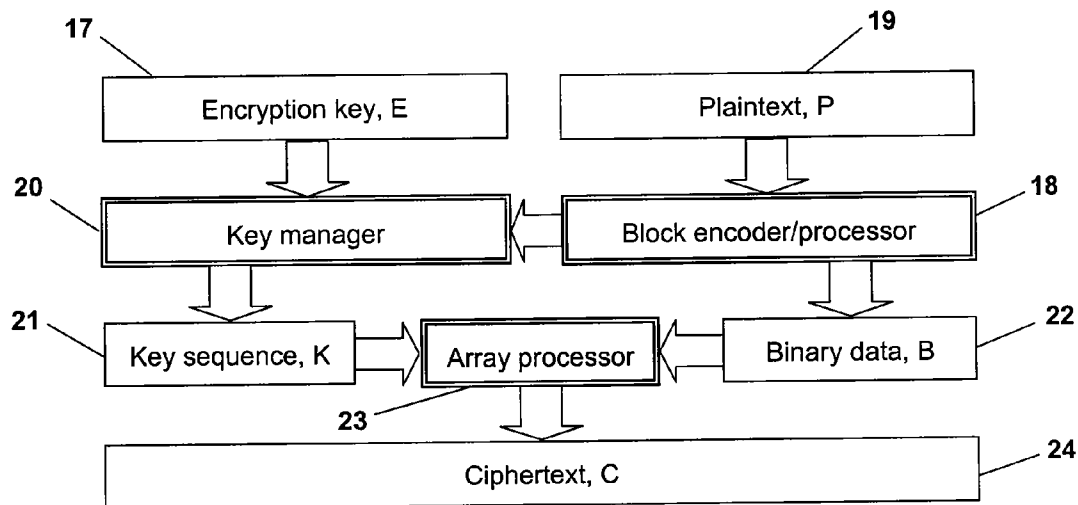 17
19
Encryption key, E
Plaintext, P
20
18
Key manager
Block encoder/processor
21
22
Key sequence, K
Array processor
Binary data, B
23
24
Ciphertext, C